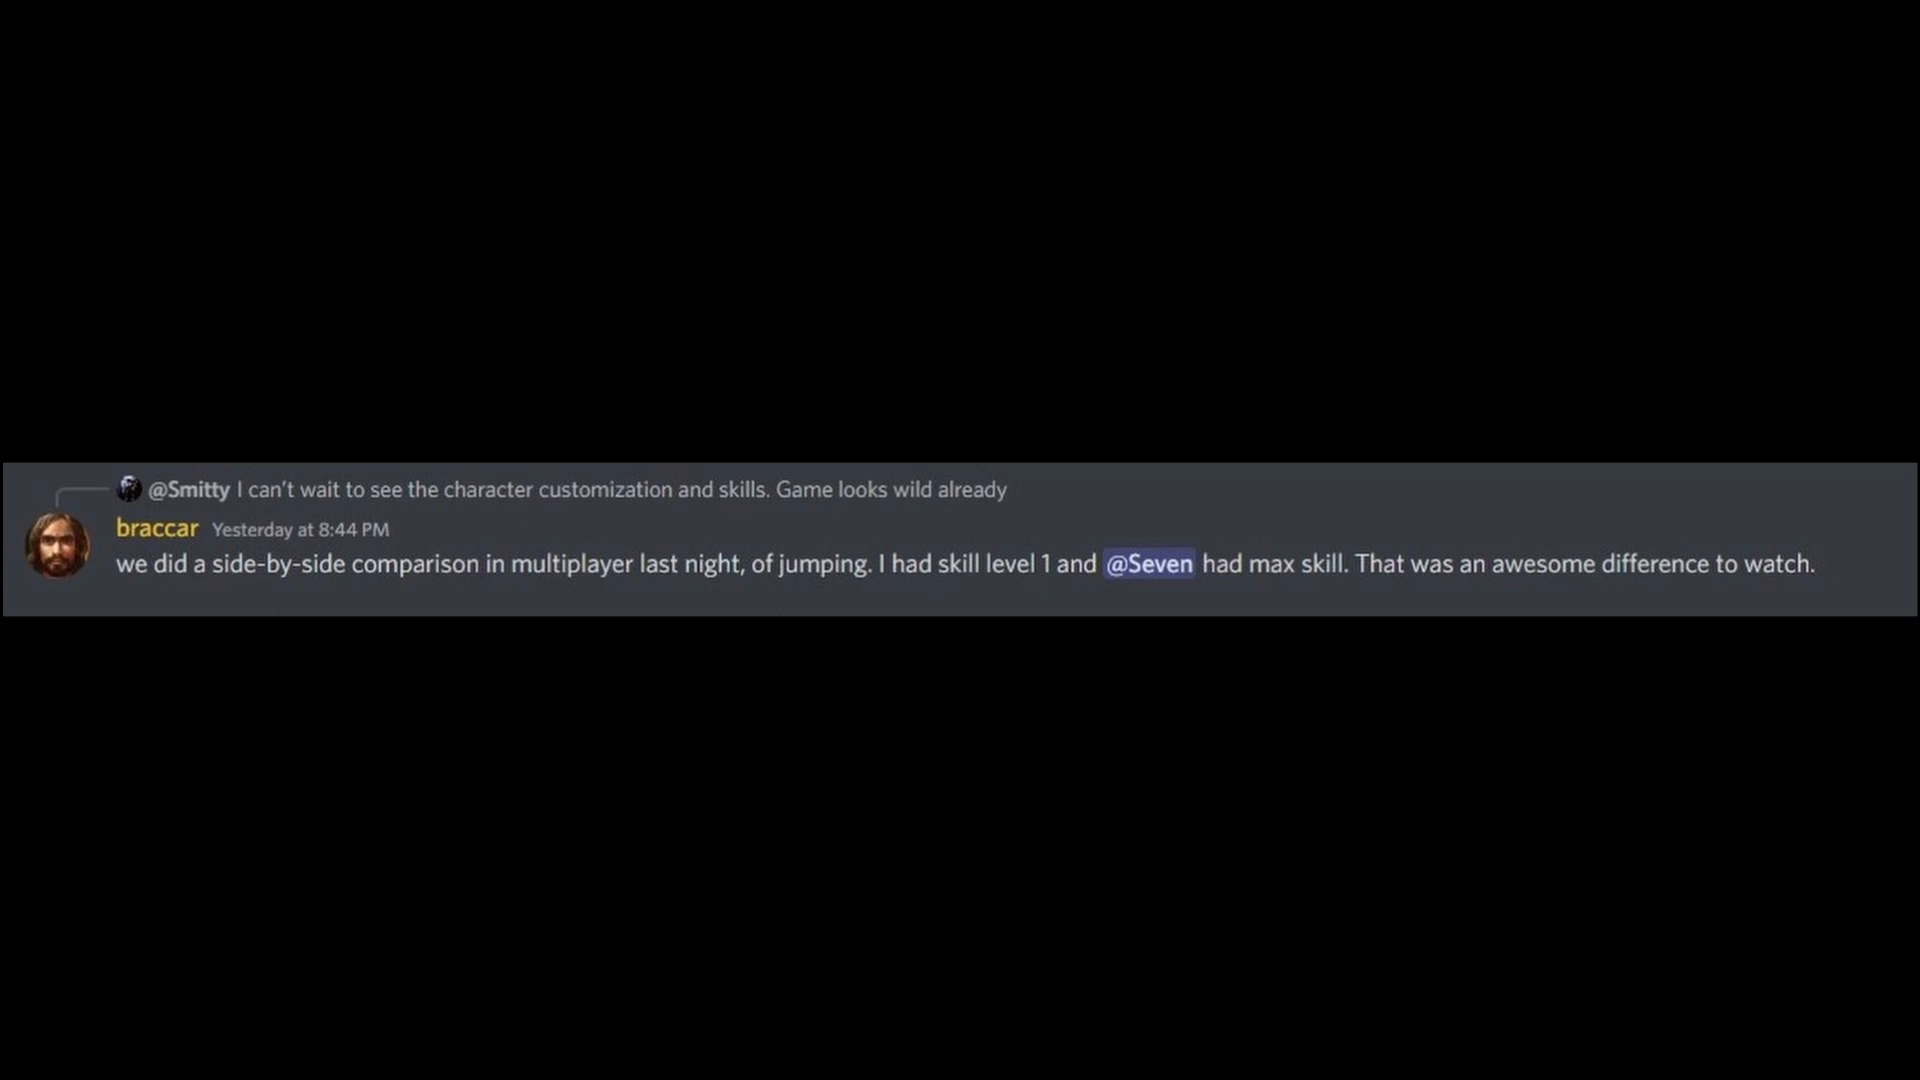 @Smitty I can't wait to see the character customization and skills. Game looks wild already
braccar Yesterday at 8:44 PM
we did a side-by-side comparison in multiplayer last night, of jumping. I had skill level 1 and @Seven had max skill. That was an awesome difference to watch.